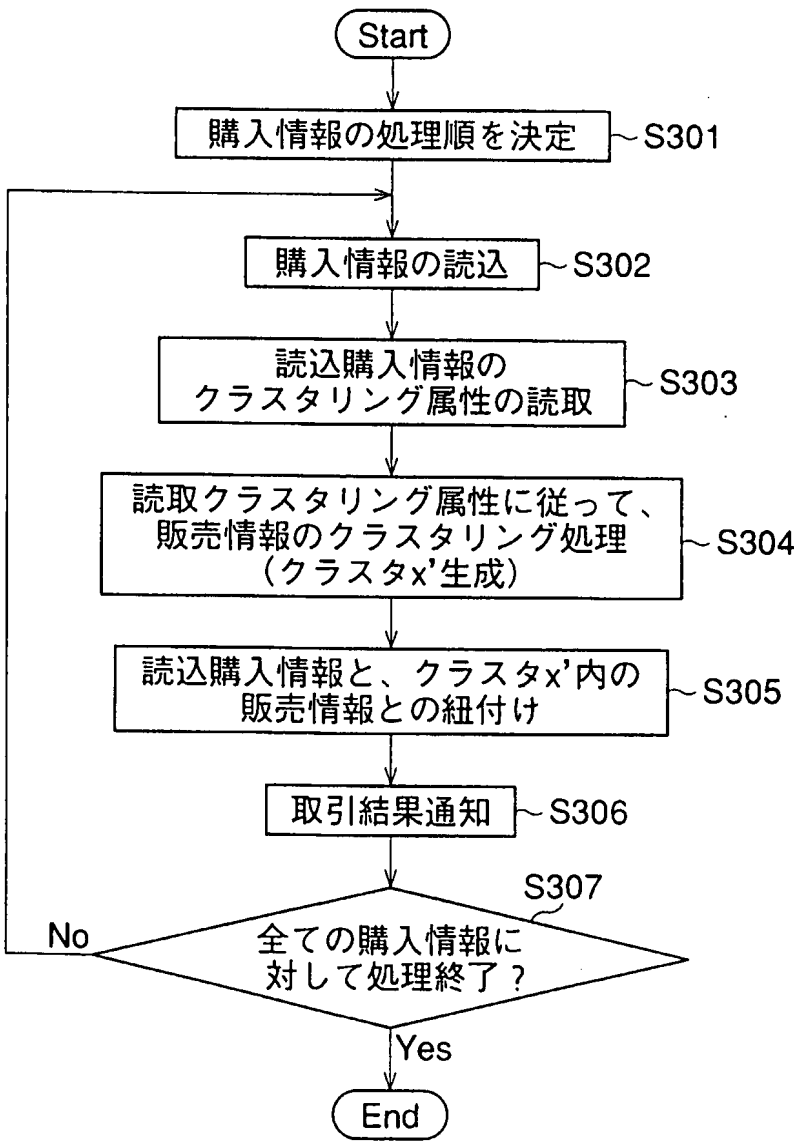 Start
購入情報の処理順を決定
S301
購入情報の読込
S302
読込購入情報の
クラスタリング属性の読取
S303
読取クラスタリング属性に従って、
販売情報のクラスタリング処理
(クラスタx’生成)
S304
読込購入情報と、クラスタx’内の
販売情報との紐付け
S305
取引結果通知
S306
S307
全ての購入情報に
対して処理終了?
No
Yes
End